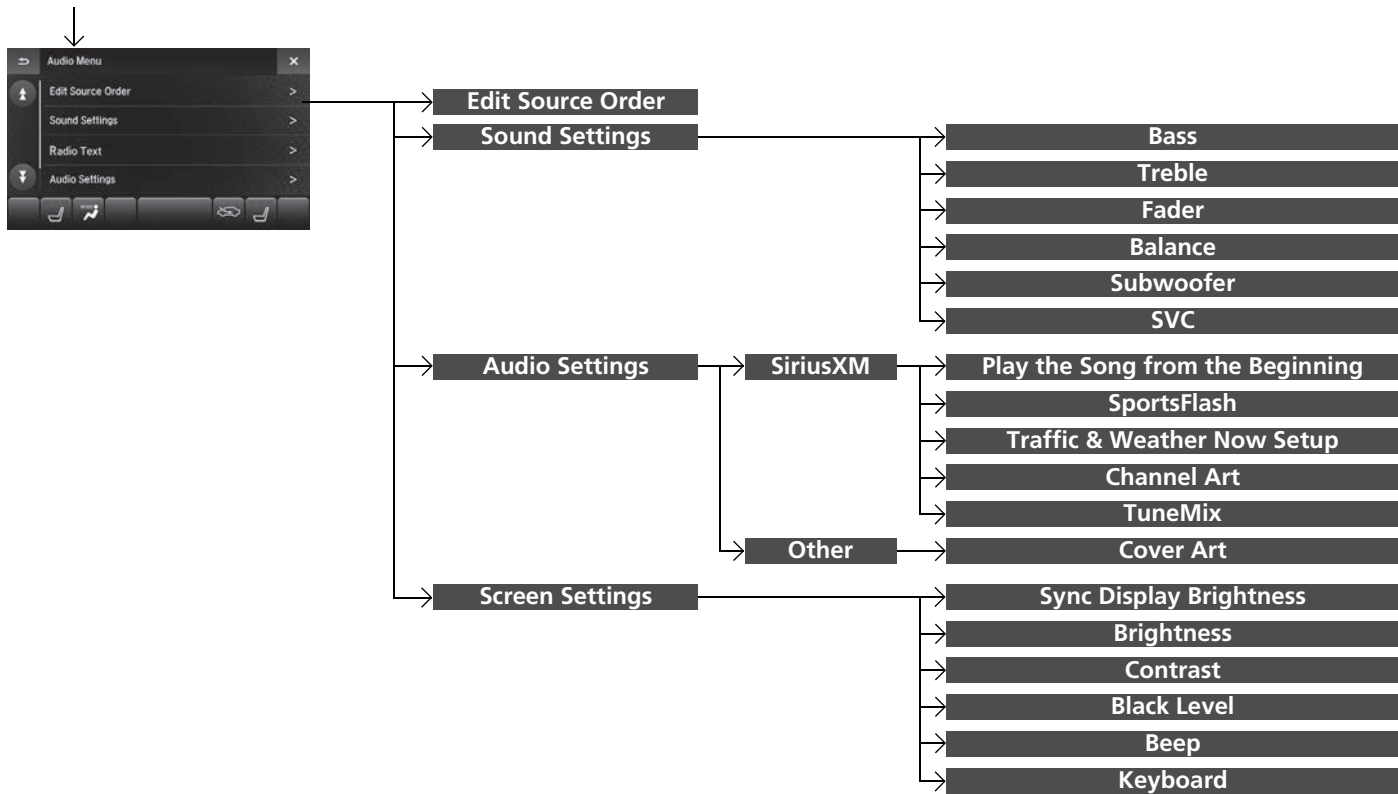 Audio Menu
Edit Source Order
Sound Settings
Radio Text
Audio Settings
Edit Source Order
Sound Settings
Bass
Treble
Fader
Balance
Subwoofer
SVC
Audio Settings
SiriusXM
Play the Song from the Beginning
SportsFlash
Traffic & Weather Now Setup
Channel Art
TuneMix
Other
Cover Art
Screen Settings
Sync Display Brightness
Brightness
Contrast
Black Level
Beep
Keyboard